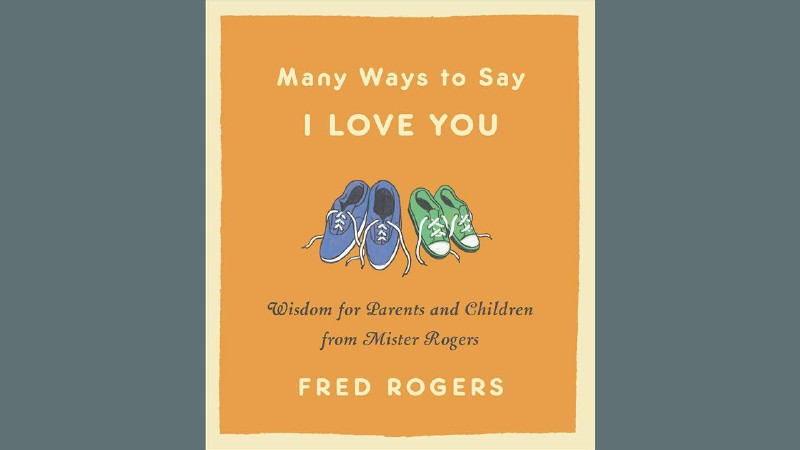 Many Ways to Say
I LOVE YOU
Wisdom for Parents and Children
from Mister Rogers
FRED ROGERS